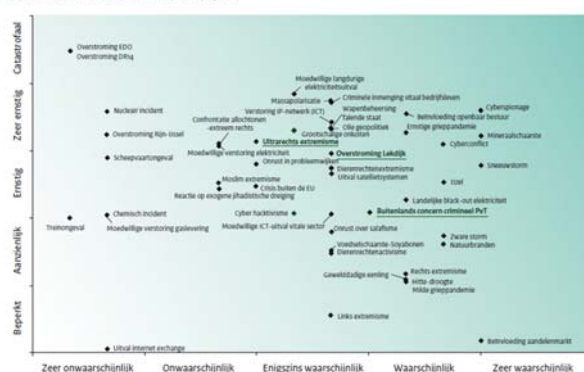 Catastrofaal
Zeer ernstig
Ernstig
Aanzienlijk
Beperkt
Overstroming EDO
Overstroming DR14
Moedwillige langdurige
elektriciteitsuitval
Massapolarisatie
Criminele inmenging vitaal bedrijfsleven
Nucleair incident
Verstoring IP-netwerk (ICT)
Wapenbeheersing
Falende staat
Olie geopolitiek
Beïnvloeding openbaar bestuur
Cyberspionage
Confrontatie allochtonen
-extreem rechts
Grootschalige onlusten
Ernstige grieppandemie
Overstroming Rijn-IJssel
Mineraalschaarste
Moedwillige verstoring elektriciteit
Uitrarechts extremisme
Cyberconflict
Scheepvaartongeval
Overstroming Lekdijk
Onrust in probleemwijken
Dierenrechtenextremisme
Uitval satellietsystemen
Sneeuwstorm
Moslim extremisme
Crisis buiten de EU
IJzel
Reactie op exogene jihadistische dreiging
Landelijke black-out elektriciteit
Treinongeval
Chemisch incident
Moedwillige verstoring gaslevering
Cyber hacktivisme
Moedwillige ICT-uitval vitale sector
Buitenlands concern crimineel PvT
Onrust over salafisme
Zware storm
Natuurbranden
Voedselschaarste-Soyabonen
Dierenrechtenactivisme
Gewelddadige eenling
Rechts extremisme
Hitte-droogte
Milde grieppandemie
Links extremisme
Uitval internet exchange
Beïnvloeding aandelenmarkt
Zeer onwaarschijnlijk
Onwaarschijnlijk
Enigszins waarschijnlijk
Waarschijnlijk
Zeer waarschijnlijk